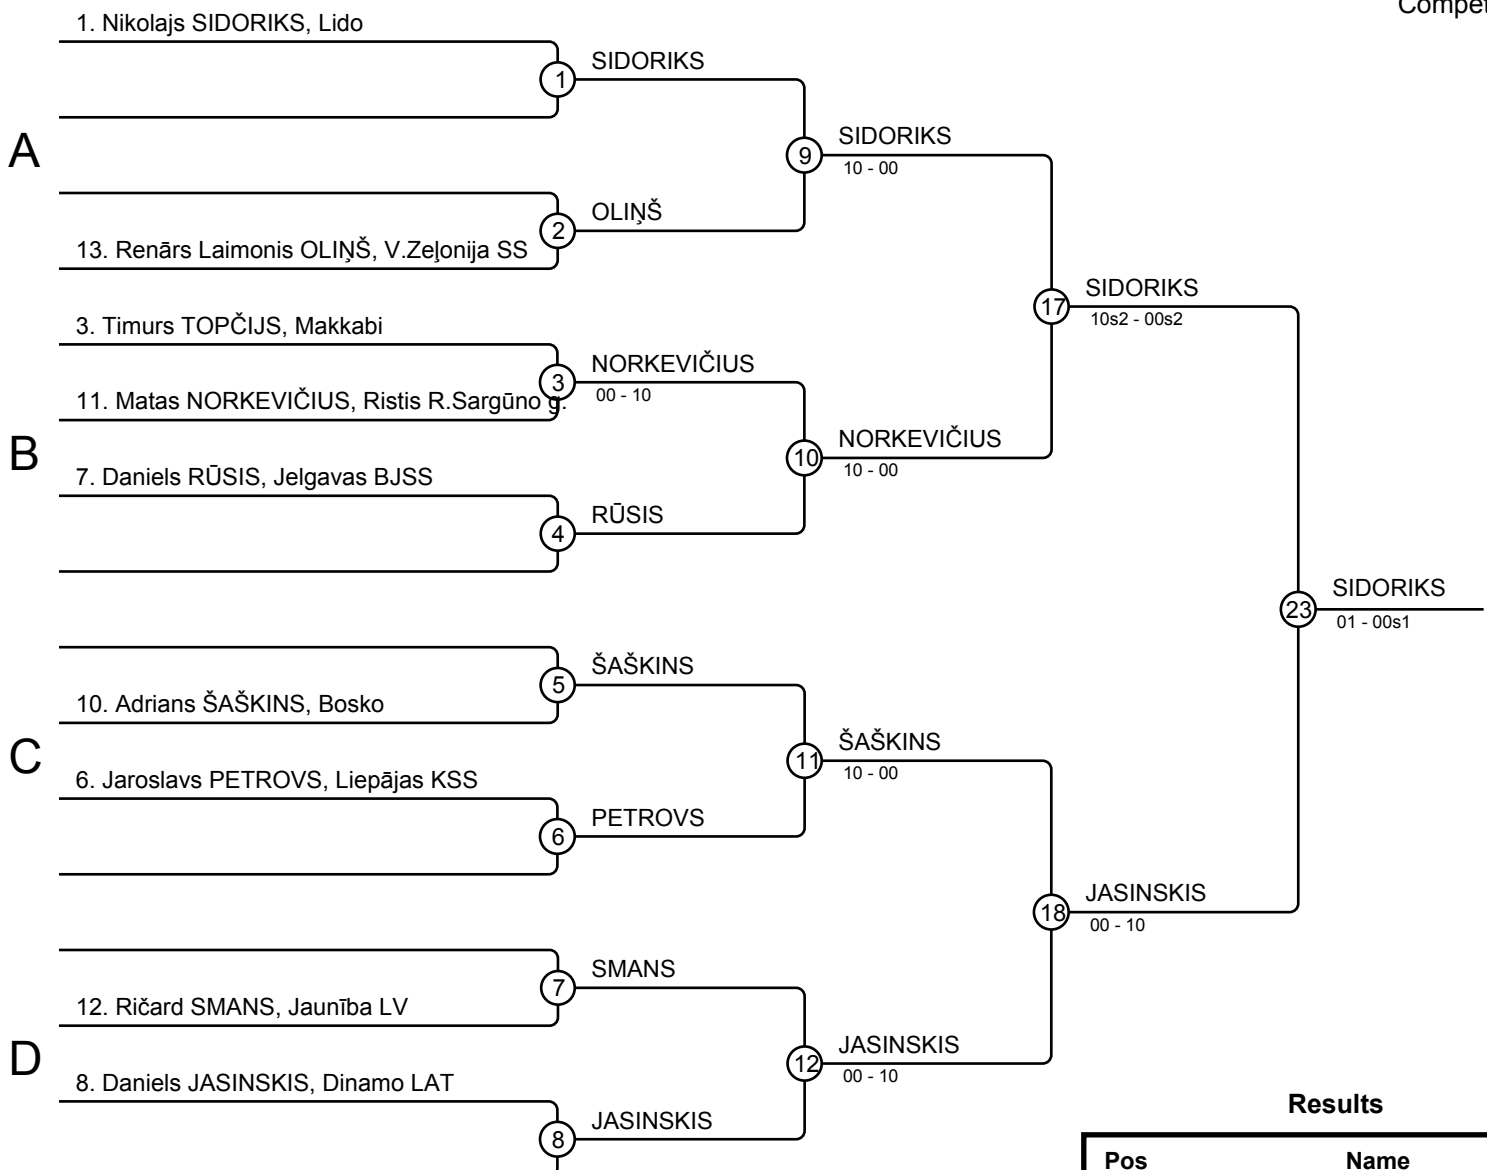 Compet
1. Nikolajs SIDORIKS, Lido
SIDORIKS
1
A
SIDORIKS
9
10 - 00
OLIŅŠ
2
13. Renārs Laimonis OLIŅŠ, V.Zeļonija SS
SIDORIKS
17
10s2 - 00s2
3. Timurs TOPČIJS, Makkabi
NORKEVIČIUS
3
00 - 10
11. Matas NORKEVIČIUS, Ristis R.Sargūno g.
B
NORKEVIČIUS
10
10 - 00
7. Daniels RŪSIS, Jelgavas BJSS
RŪSIS
4
SIDORIKS
23
01 - 00s1
ŠAŠKINS
5
10. Adrians ŠAŠKINS, Bosko
C
ŠAŠKINS
11
10 - 00
6. Jaroslavs PETROVS, Liepājas KSS
PETROVS
6
JASINSKIS
18
00 - 10
SMANS
7
12. Ričard SMANS, Jaunība LV
D
JASINSKIS
12
00 - 10
8. Daniels JASINSKIS, Dinamo LAT
JASINSKIS
8
Results
Pos Name